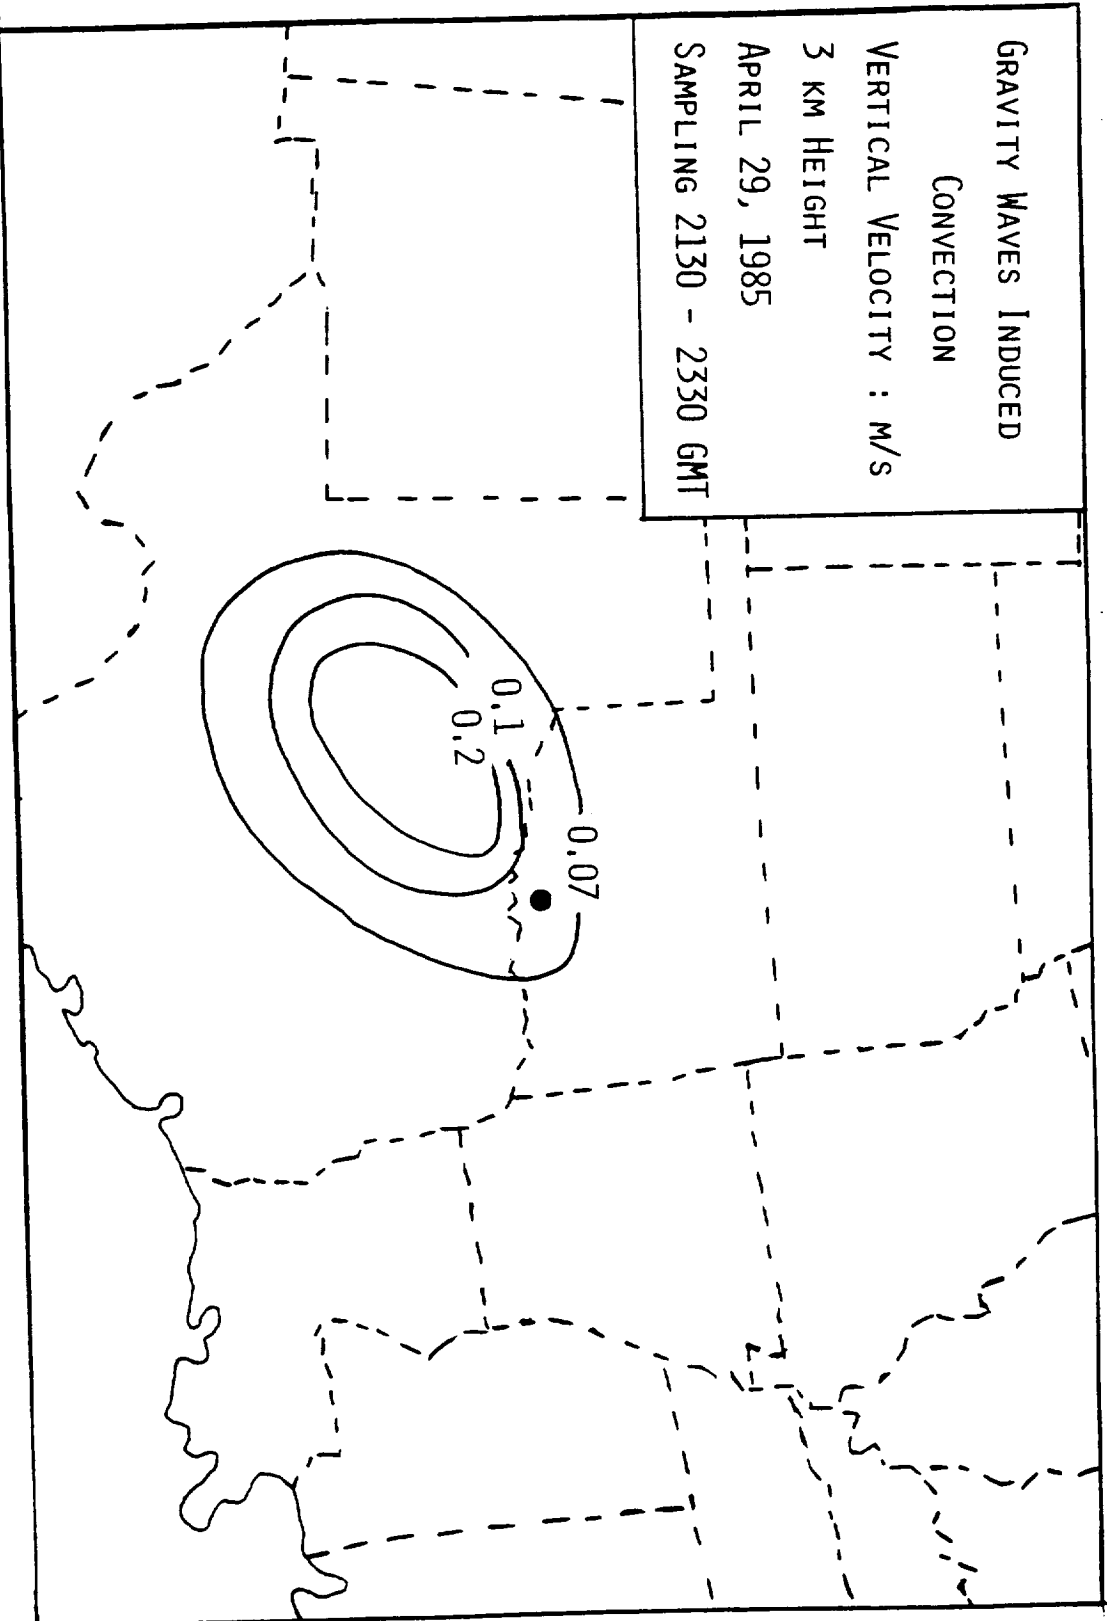 GRAVITY WAVES INDUCED
CONVECTION
VERTICAL VELOCITY : M/S
3 KM HEIGHT
APRIL 29, 1985
SAMPLING 2130 - 2330 GMT
0.07
0.1
0.2